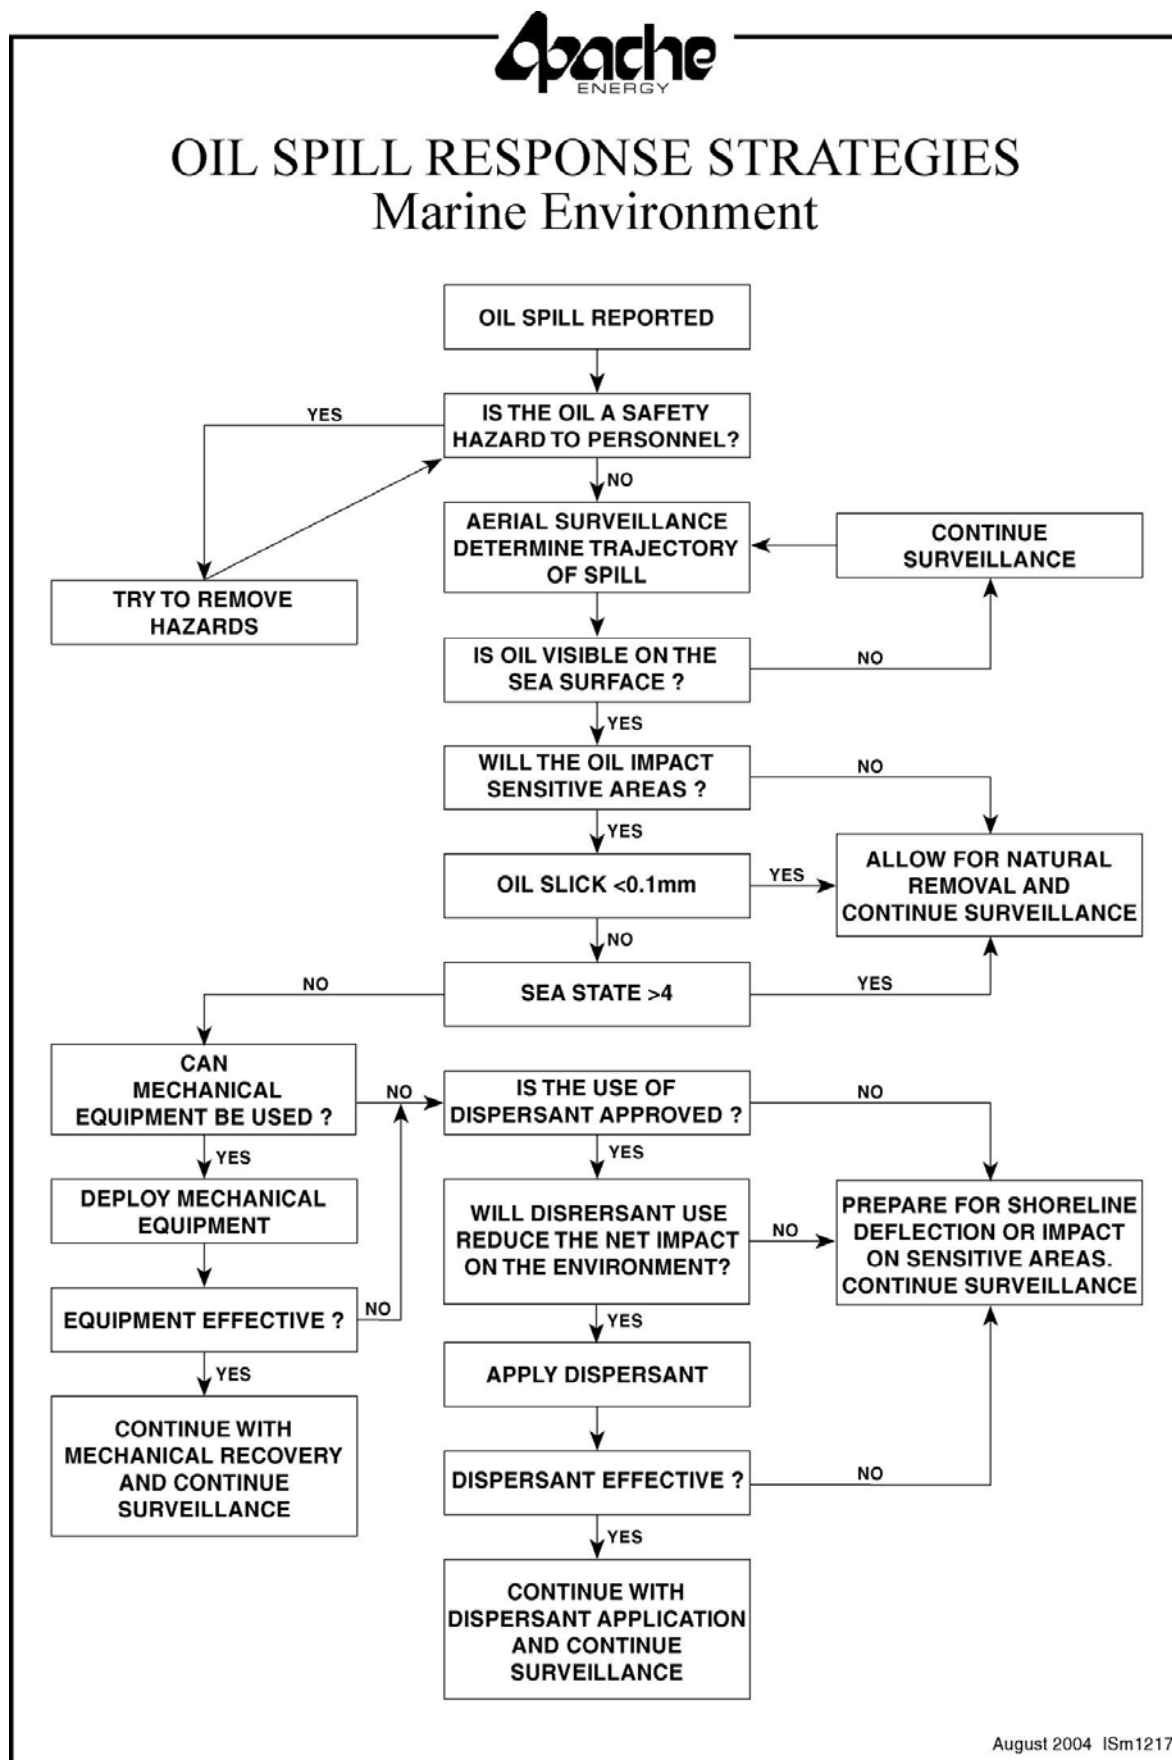 Apache
ENERGY
OIL SPILL RESPONSE STRATEGIES
Marine Environment
OIL SPILL REPORTED
IS THE OIL A SAFETY
HAZARD TO PERSONNEL?
YES
NO
TRY TO REMOVE
HAZARDS
AERIAL SURVEILLANCE
DETERMINE TRAJECTORY
OF SPILL
CONTINUE
SURVEILLANCE
IS OIL VISIBLE ON THE
SEA SURFACE ?
NO
YES
WILL THE OIL IMPACT
SENSITIVE AREAS ?
NO
YES
OIL SLICK <0.1mm
YES
ALLOW FOR NATURAL
REMOVAL AND
CONTINUE SURVEILLANCE
NO
SEA STATE >4
NO
YES
CAN
MECHANICAL
EQUIPMENT BE USED ?
NO
YES
IS THE USE OF
DISPERSANT APPROVED ?
NO
YES
DEPLOY MECHANICAL
EQUIPMENT
WILL DISRERSANT USE
REDUCE THE NET IMPACT
ON THE ENVIRONMENT?
NO
PREPARE FOR SHORELINE
DEFLECTION OR IMPACT
ON SENSITIVE AREAS.
CONTINUE SURVEILLANCE
EQUIPMENT EFFECTIVE ?
NO
YES
YES
APPLY DISPERSANT
CONTINUE WITH
MECHANICAL RECOVERY
AND CONTINUE
SURVEILLANCE
DISPERSANT EFFECTIVE ?
NO
YES
CONTINUE WITH
DISPERSANT APPLICATION
AND CONTINUE
SURVEILLANCE
August 2004 ISm1217